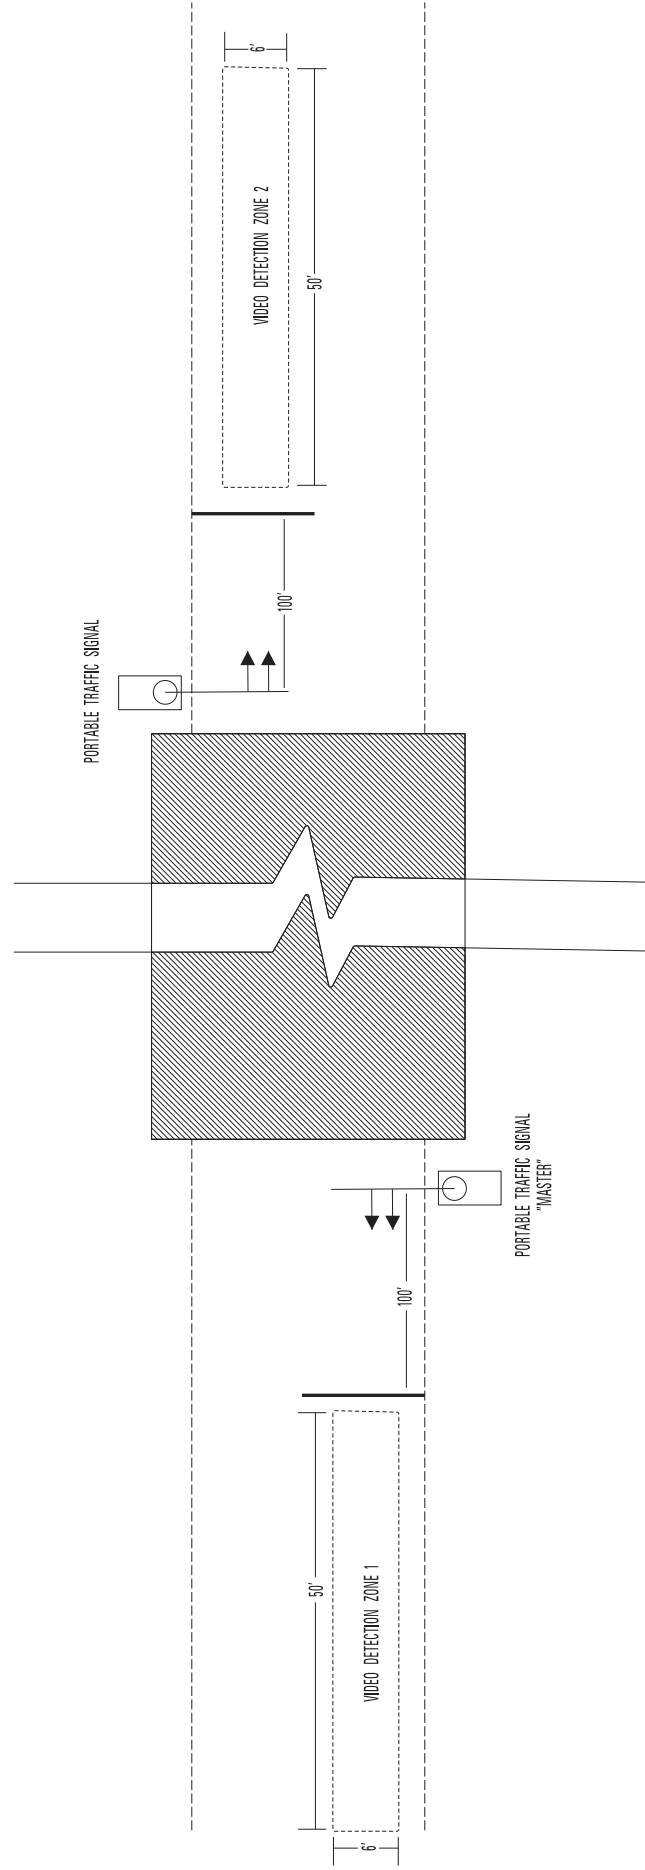 6'
VIDEO DETECTION ZONE 2
50'
100'
PORTABLE TRAFFIC SIGNAL
PORTABLE TRAFFIC SIGNAL
"MASTER"
100'
50'
VIDEO DETECTION ZONE 1
6'